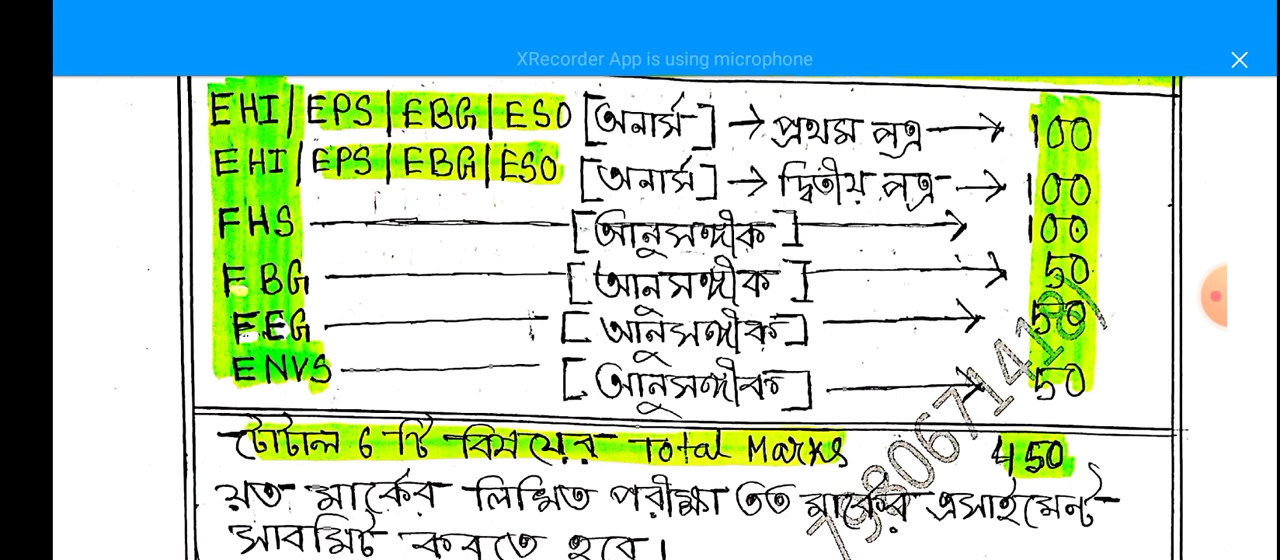 XRecorder App is using microphone
EHI|EPS|EBG|ESO [অনার্স] → প্রথম পত্র → 100
EHI|EPS|EBG|ESO [অনার্স] → দ্বিতীয় পত্র → 100
FHS [আনুসঙ্গীক] → 100
FBG [আনুসঙ্গীক] → 50
FEG [আনুসঙ্গীক] → 50
ENVS [আনুসঙ্গীক] → 50
টোটাল 6 টি বিষয়ের Total Marks 450
যত মার্কের লিখিত পরীক্ষা তত মার্কের এসাইমেন্ট
সাবমিট করতে হবে।